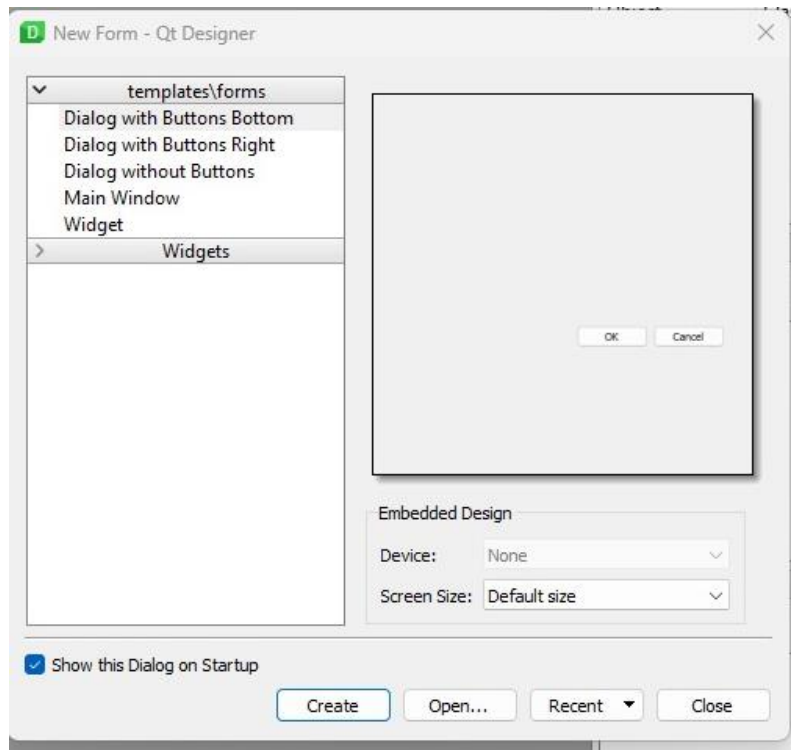 New Form - Qt Designer
templates\forms
Dialog with Buttons Bottom
Dialog with Buttons Right
Dialog without Buttons
Main Window
Widget
Widgets
OK Cancel
Embedded Design
Device: None
Screen Size: Default size
Show this Dialog on Startup
Create Open... Recent Close